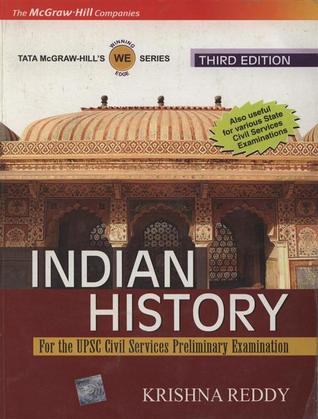 The McGraw·Hill Companies
TATA McGRAW-HILL'S WINNING WE EDGE SERIES
THIRD EDITION
Also useful
for various State
Civil Services
Examinations
INDIAN
HISTORY
For the UPSC Civil Services Preliminary Examination
KRISHNA REDDY